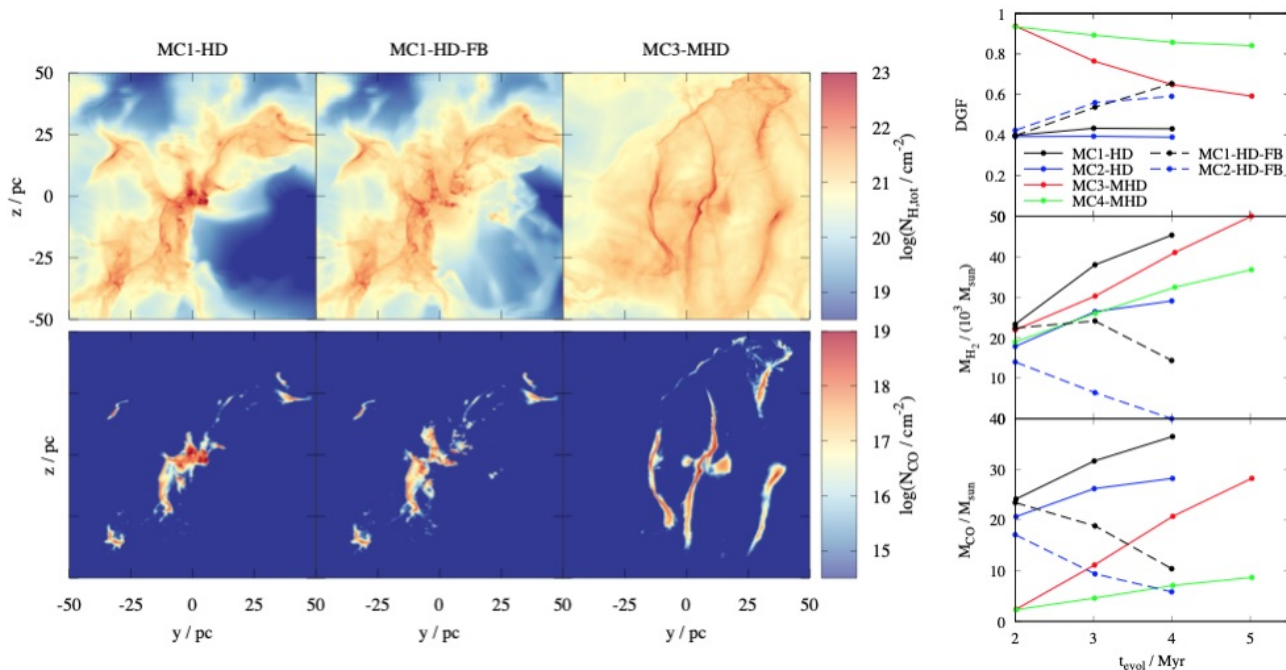 MC1-HD
MC1-HD-FB
MC3-MHD
50
25
0
-25
-50
z / pc
23
22
21
20
19
log(N_H,tot / cm^-2)
z / pc
19
18
17
16
15
log(N_CO / cm^-2)
-50 -25 0 25 50
-25 0 25 50
-25 0 25 50
y / pc
y / pc
y / pc
1
0.8
0.6
0.4
0.2
DGF
MC1-HD
MC2-HD
MC3-MHD
MC4-MHD
MC1-HD-FB
MC2-HD-FB
50
40
30
20
10
M_H2 / (10^3 M_sun)
40
30
20
10
0
M_CO / M_sun
2 3 4 5
t_evol / Myr